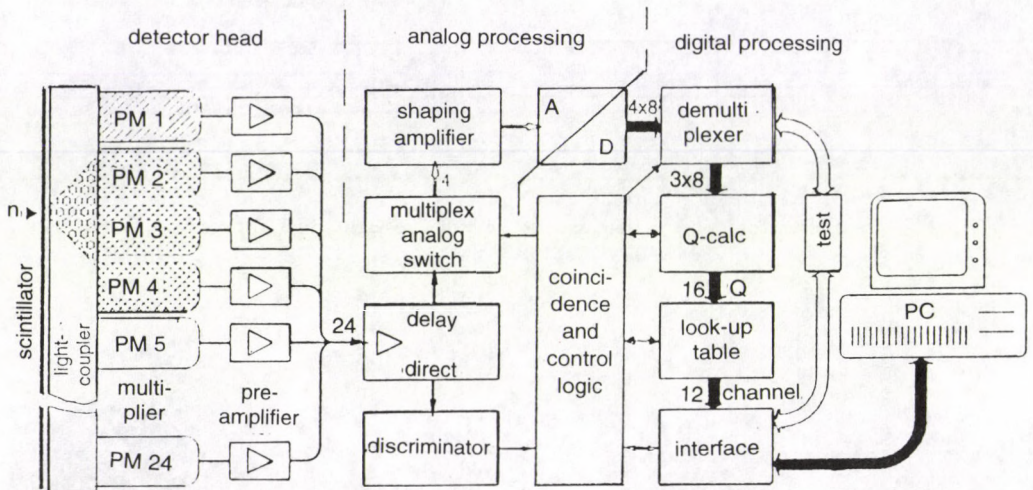 detector head
analog processing
digital processing
PM 1
PM 2
PM 3
PM 4
PM 5
PM 24
n
scintillator
light-
coupler
multi-
plier
pre-
amplifier
24
shaping
amplifier
4
multiplex
analog
switch
delay
direct
discriminator
A
D
coinci-
dence
and
control
logic
4x8
demulti
plexer
3x8
Q-calc
16 Q
look-up
table
12 channel
interface
test
PC